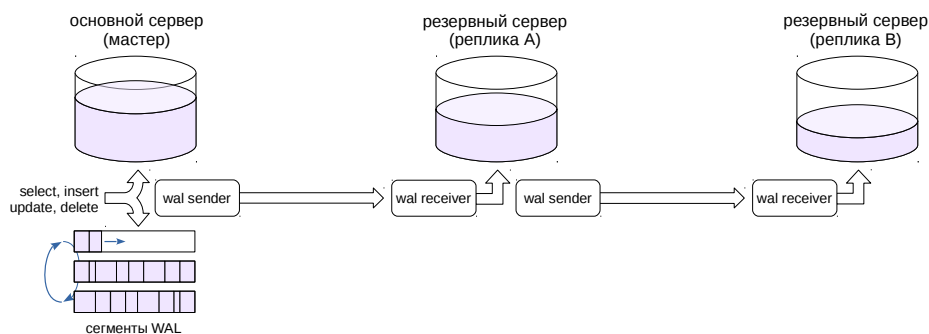 основной сервер
(мастер)
резервный сервер
(реплика A)
резервный сервер
(реплика B)
select, insert
update, delete
wal sender
wal receiver
wal sender
wal receiver
сегменты WAL